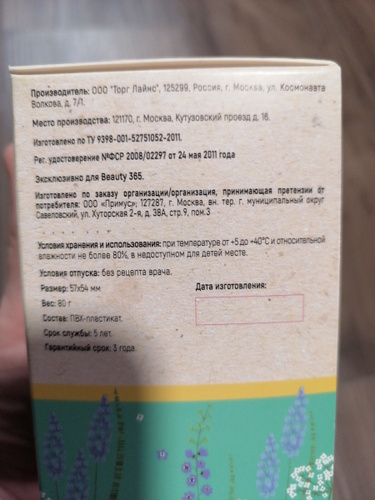 Производитель: ООО "Торг Лайнс", 125299, Россия, г. Москва, ул. Космонавта
Волкова, д. 7/1.
Место производства: 121170, г. Москва, Кутузовский проезд д. 16.
Изготовлено по ТУ 9398-001-52751052-2011.
Рег. удостоверение №ФСР 2008/02297 от 24 мая 2011 года
Эксклюзивно для Beauty 365.
Изготовлено по заказу организации/организация, принимающая претензии от
потребителя: ООО «Примус», 127287, г. Москва, вн. тер. г. муниципальный округ
Савеловский, ул. Хуторская 2-я, д. 38А, стр. 9, пом.3
Условия хранения и использования: при температуре от +5 до +40°С и относительной
влажности не более 80%, в недоступном для детей месте.
Условия отпуска: без рецепта врача.
Размер: 57х54 мм
Дата изготовления:
Вес: 80 г
Состав: ПВХ-пластикат.
Срок службы: 5 лет.
Гарантийный срок: 3 года.